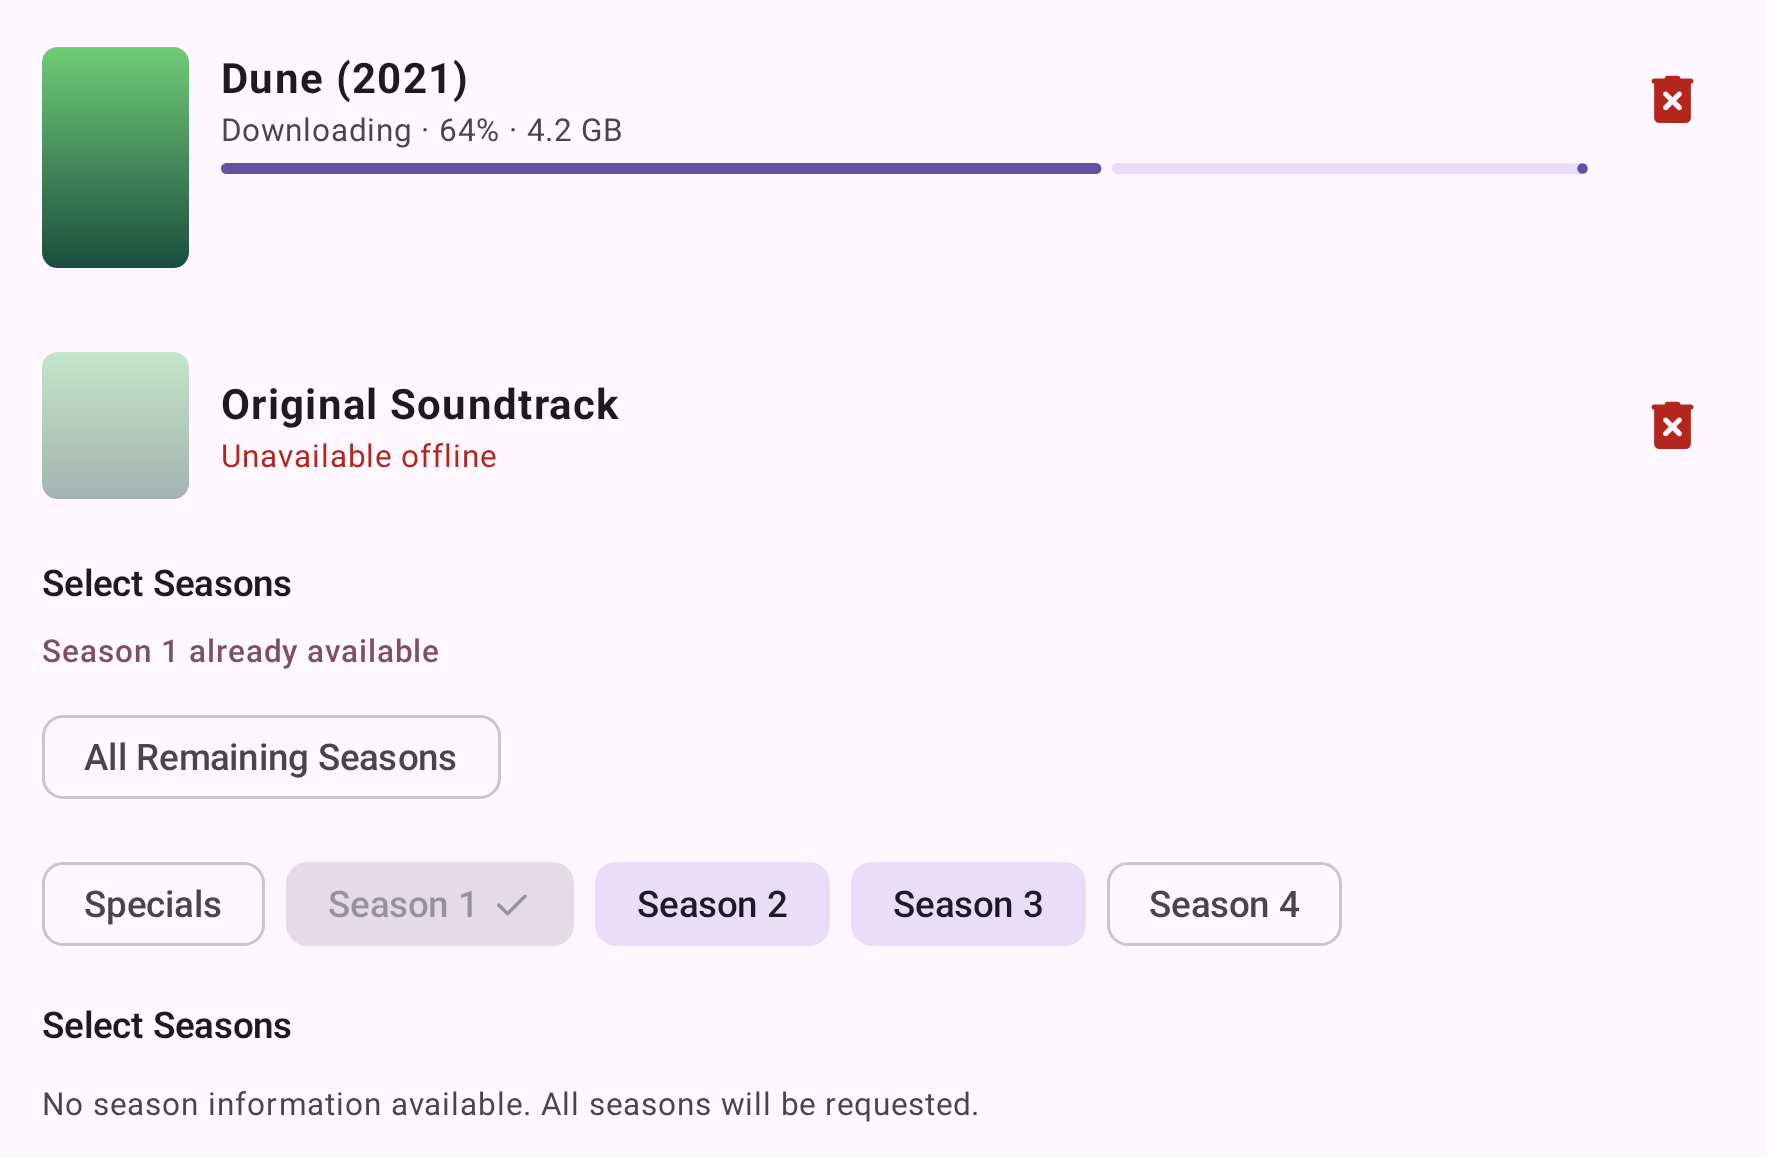 Dune (2021)
Downloading · 64% · 4.2 GB
Original Soundtrack
Unavailable offline
Select Seasons
Season 1 already available
All Remaining Seasons
Specials
Season 1
Season 2
Season 3
Season 4
Select Seasons
No season information available. All seasons will be requested.